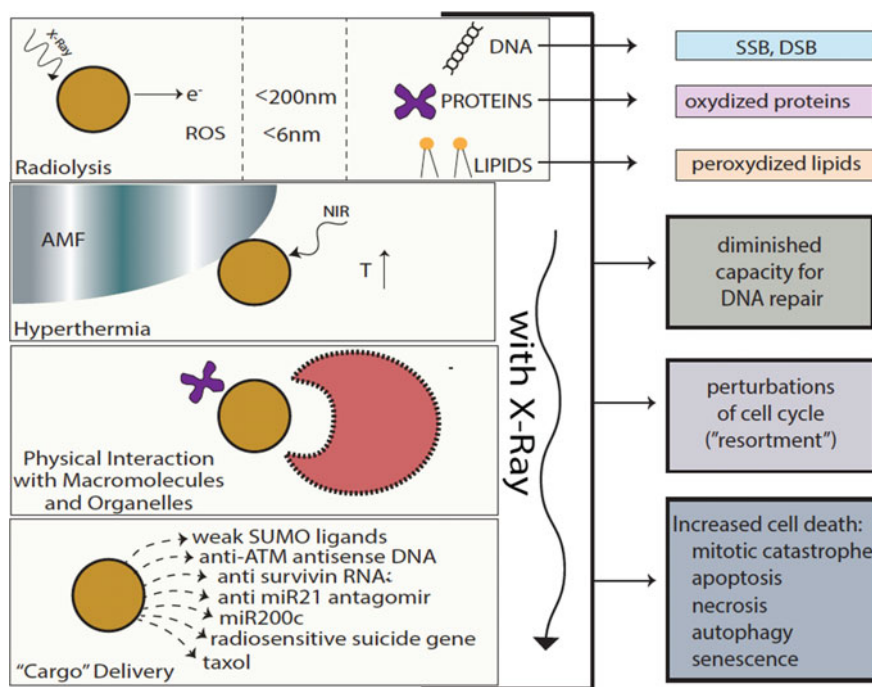 X-Ray
e-
<200nm
ROS
<6nm
Radiolysis
DNA
PROTEINS
LIPIDS
SSB, DSB
oxydized proteins
peroxydized lipids
AMF
NIR
T
Hyperthermia
Physical Interaction
with Macromolecules
and Organelles
weak SUMO ligands
anti-ATM antisense DNA
anti survivin RNA:
anti miR21 antagomir
miR200c
radiosensitive suicide gene
taxol
"Cargo" Delivery
with X-Ray
diminished
capacity for
DNA repair
perturbations
of cell cycle
("resortment")
Increased cell death:
mitotic catastrophe
apoptosis
necrosis
autophagy
senescence